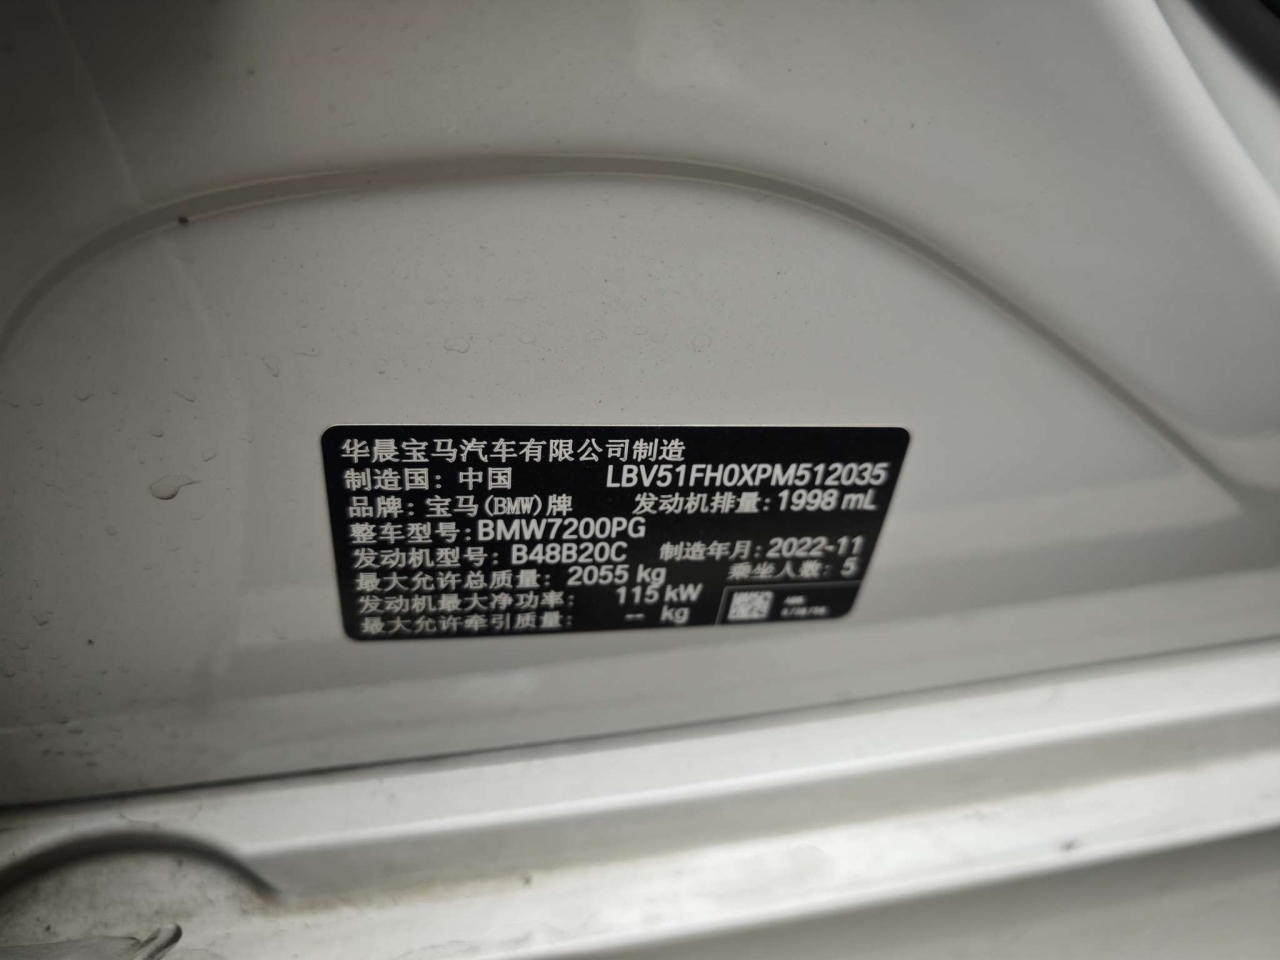 华晨宝马汽车有限公司制造
制造国：中国 LBV51FH0XPM512035
品牌：宝马(BMW)牌 发动机排量：1998 mL
整车型号：BMW7200PG
发动机型号：B48B20C 制造年月：2022-11
最大允许总质量：2055 kg 乘坐人数：5
发动机最大净功率：115 kW
最大允许牵引质量：-- kg